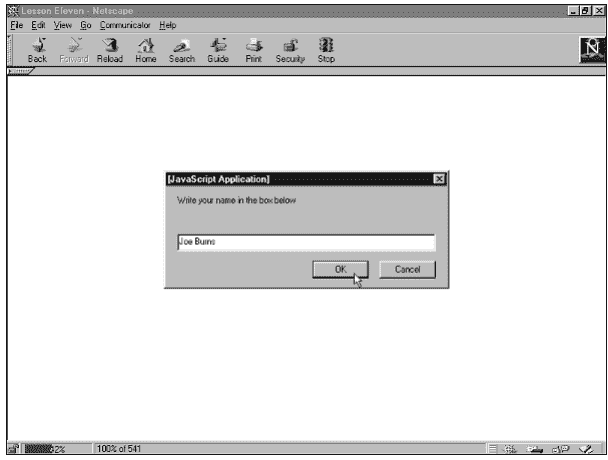 Lesson Eleven - Netscape
File Edit View Go Communicator Help
Back Forward Reload Home Search Guide Print Security Stop
N
[JavaScript Application]
Write your name in the box below
Joe Burns
OK Cancel
100% of 541